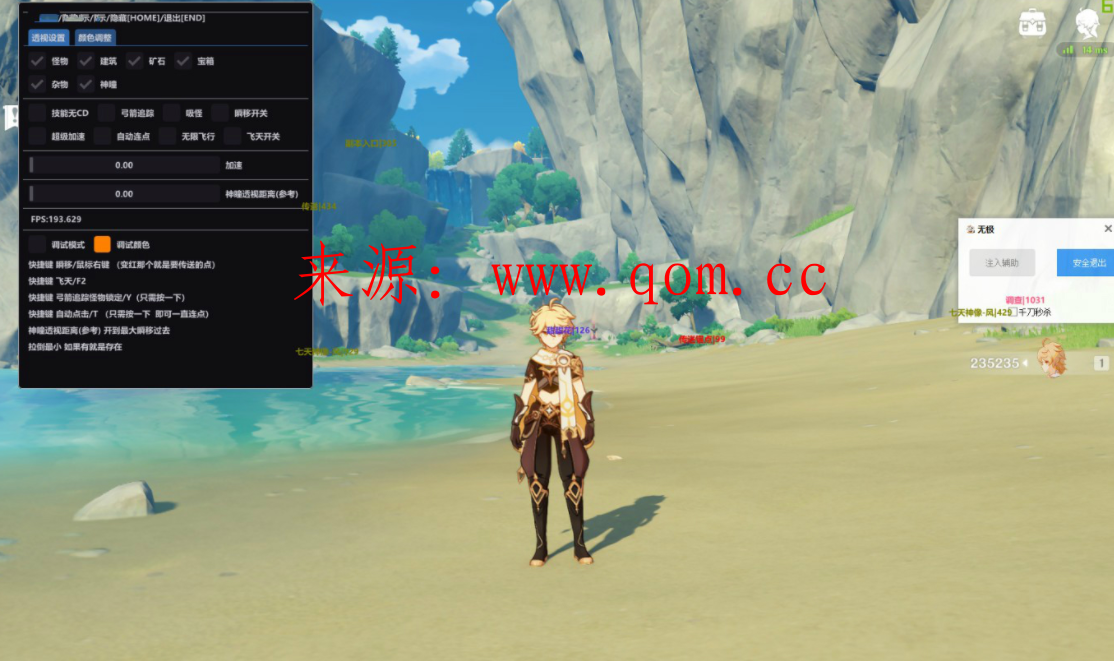 /隐藏[HOME]/退出[END]
透视设置 颜色调整
怪物 建筑 矿石 宝箱
杂物 神瞳
技能无CD 弓箭追踪 吸怪 瞬移开关
超级加速 自动连点 无限飞行 飞天开关
0.00 加速
0.00 神瞳透视距离(参考)
FPS:193.629
调试模式 调试颜色
快捷键 瞬移/鼠标右键 (变红那个就是要传送的点)
快捷键 飞天/F2
快捷键 弓箭追踪怪物锁定/Y (只需按一下)
快捷键 自动点击/T (只需按一下 即可一直连点)
神瞳透视距离(参考) 开到最大瞬移过去
拉倒最小 如果有就是存在
14 ms
来源: www.qom.cc
无极
注入辅助 安全退出
调查|1031
七天神像-风|429 千刀秒杀
235235
1